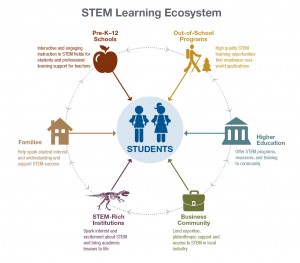 STEM Learning Ecosystem
Pre-K–12
Schools
Interactive and engaging
instruction in STEM fields for
students and professional
learning support for teachers
Out-of-School
Programs
High quality STEM
learning opportunities
that emphasize real
world applications
Families
Help spark student interest
and understanding and
support STEM success
STUDENTS
Higher
Education
Offer STEM programs,
resources, and training
to community
STEM-Rich
Institutions
Spark interest and
excitement about STEM
and bring academic
lessons to life
Business
Community
Lend expertise,
philanthropic support and
access to STEM in local
industry